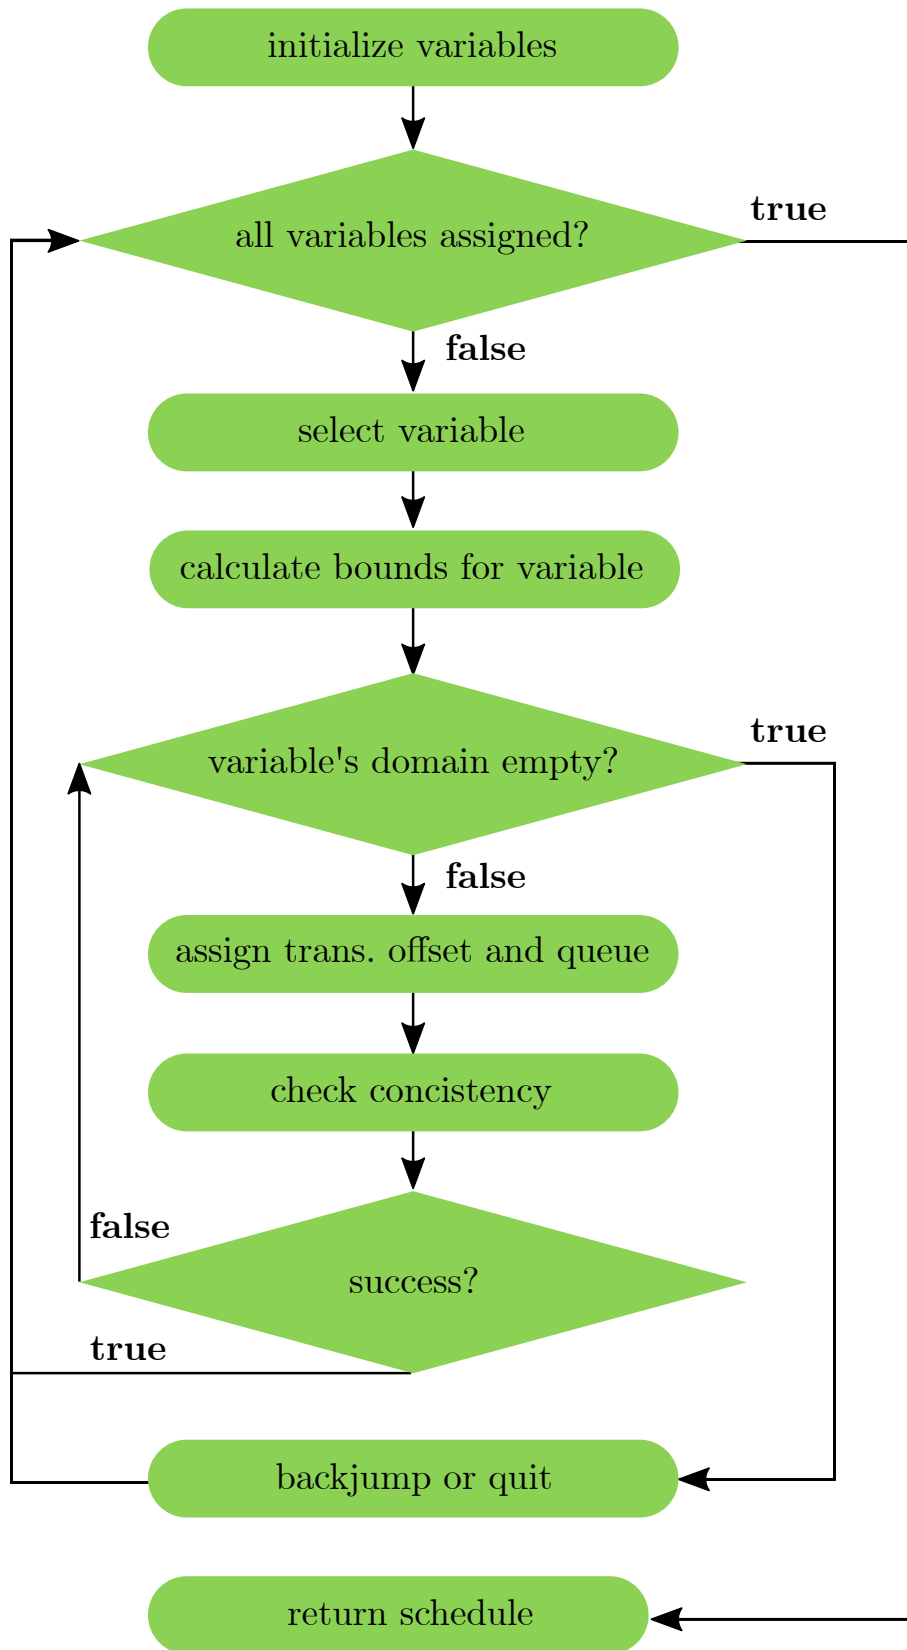 initialize variables
all variables assigned?
true
false
select variable
calculate bounds for variable
variable's domain empty?
true
false
assign trans. offset and queue
check concistency
false
success?
true
backjump or quit
return schedule